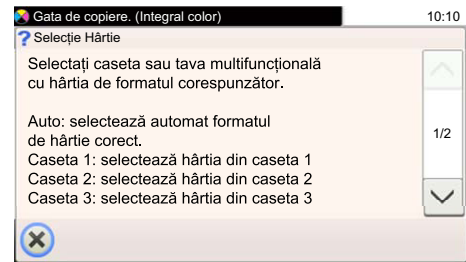 Gata de copiere. (Integral color)
10:10
? Selecție Hârtie
Selectați caseta sau tava multifuncțională
cu hârtia de formatul corespunzător.
Auto: selectează automat formatul
de hârtie corect.
Caseta 1: selectează hârtia din caseta 1
Caseta 2: selectează hârtia din caseta 2
Caseta 3: selectează hârtia din caseta 3
1/2